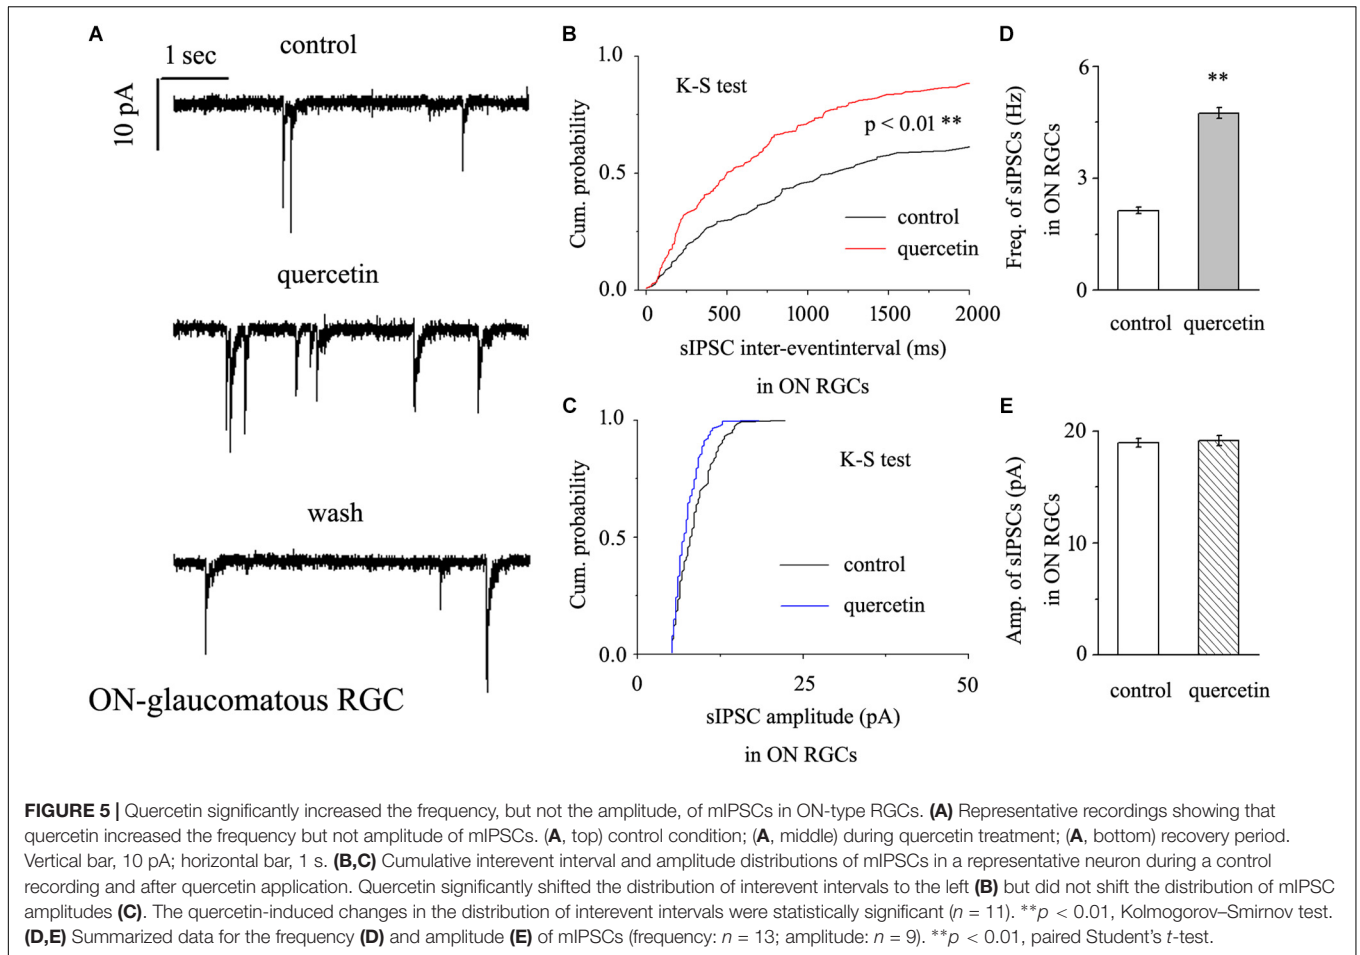 A
1 sec
control
10 pA
quercetin
wash
ON-glaucomatous RGC
B
1.0
K-S test
p < 0.01 **
Cum. probability
0.5
control
quercetin
0.0
0 500 1000 1500 2000
sIPSC inter-eventinterval (ms)
in ON RGCs
C
1.0
K-S test
Cum. probability
0.5
control
quercetin
0.0
0 25 50
sIPSC amplitude (pA)
in ON RGCs
D
6
**
Freq. of sIPSCs (Hz)
in ON RGCs
3
0
control quercetin
E
20
Amp. of sIPSCs (pA)
in ON RGCs
10
0
control quercetin
FIGURE 5 | Quercetin significantly increased the frequency, but not the amplitude, of mIPSCs in ON-type RGCs. (A) Representative recordings showing that
quercetin increased the frequency but not amplitude of mIPSCs. (A, top) control condition; (A, middle) during quercetin treatment; (A, bottom) recovery period.
Vertical bar, 10 pA; horizontal bar, 1 s. (B,C) Cumulative interevent interval and amplitude distributions of mIPSCs in a representative neuron during a control
recording and after quercetin application. Quercetin significantly shifted the distribution of interevent intervals to the left (B) but did not shift the distribution of mIPSC
amplitudes (C). The quercetin-induced changes in the distribution of interevent intervals were statistically significant (n = 11). **p < 0.01, Kolmogorov–Smirnov test.
(D,E) Summarized data for the frequency (D) and amplitude (E) of mIPSCs (frequency: n = 13; amplitude: n = 9). **p < 0.01, paired Student's t-test.